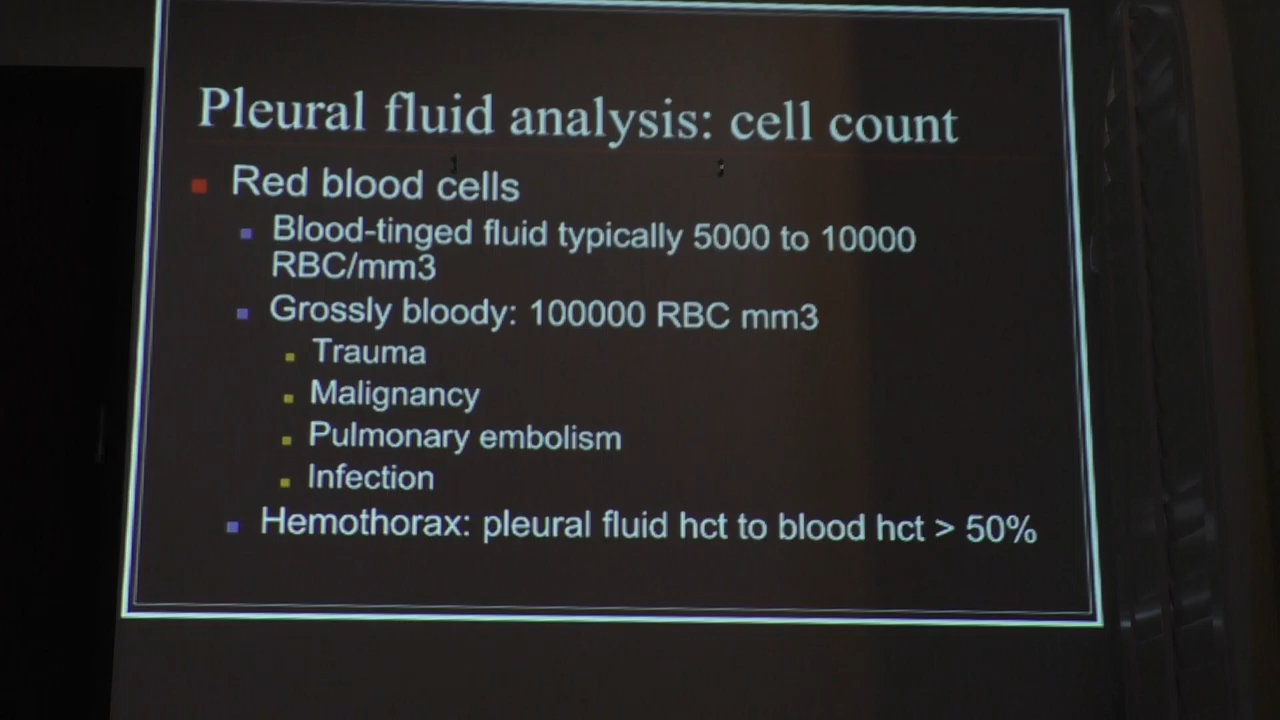 Pleural fluid analysis: cell count
Red blood cells
Blood-tinged fluid typically 5000 to 10000
RBC/mm3
Grossly bloody: 100000 RBC mm3
Trauma
Malignancy
Pulmonary embolism
Infection
Hemothorax: pleural fluid hct to blood hct > 50%